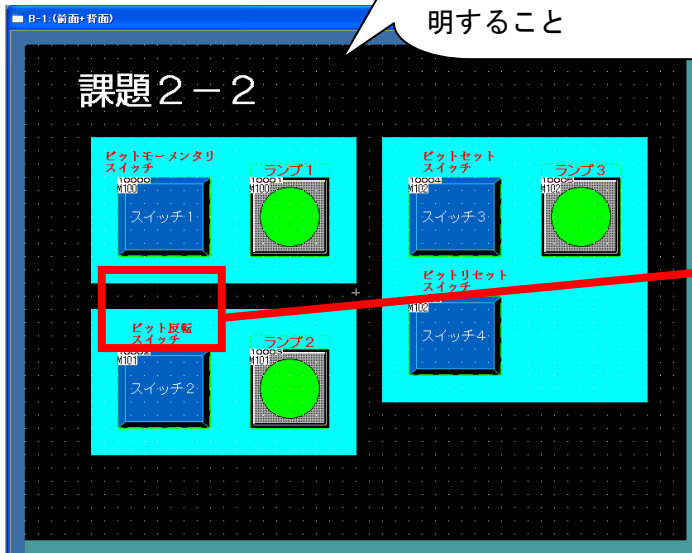 B-1:(前面+背面)
明すること
課題2-2
ビットモーメンタリ
スイッチ
10000
M100
スイッチ1
ランプ1
10001
M100
ビットセット
スイッチ
10004
M102
スイッチ3
ランプ3
10005
M102
ビット反転
スイッチ
10002
M101
スイッチ2
ランプ2
10003
M101
ビットリセット
スイッチ
M102
スイッチ4